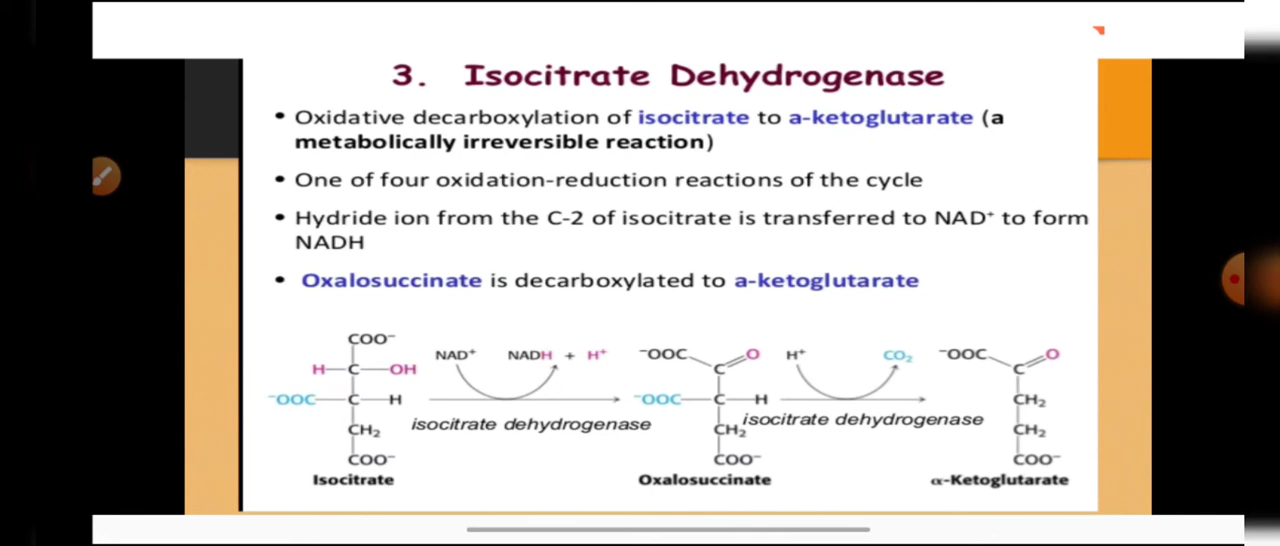 3. Isocitrate Dehydrogenase
• Oxidative decarboxylation of isocitrate to a-ketoglutarate (a
metabolically irreversible reaction)
• One of four oxidation-reduction reactions of the cycle
• Hydride ion from the C-2 of isocitrate is transferred to NAD⁺ to form
NADH
• Oxalosuccinate is decarboxylated to a-ketoglutarate
COO⁻
H—C—OH
⁻OOC—C—H
CH₂
COO⁻
Isocitrate
NAD⁺ NADH + H⁺
isocitrate dehydrogenase
⁻OOC O
C
⁻OOC—C—H
CH₂
COO⁻
Oxalosuccinate
H⁺ CO₂
isocitrate dehydrogenase
⁻OOC O
C
CH₂
CH₂
COO⁻
α-Ketoglutarate